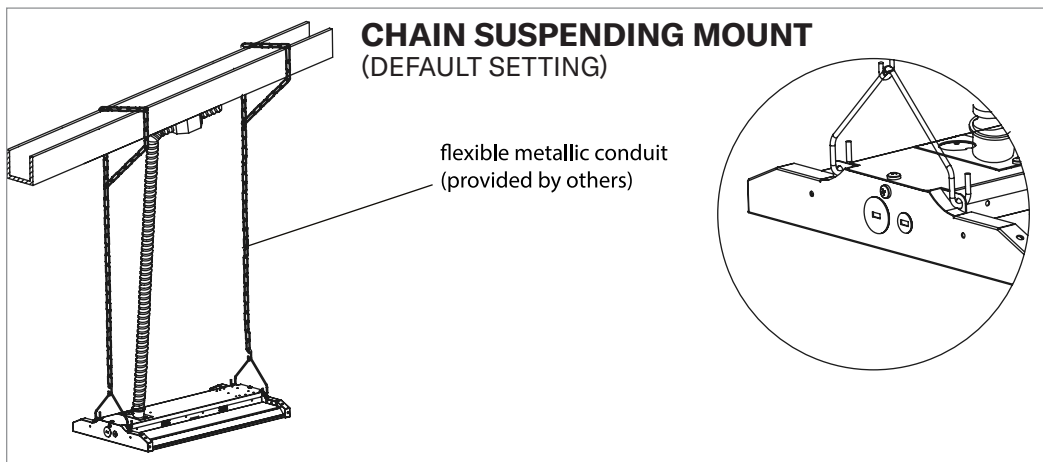 CHAIN SUSPENDING MOUNT
(DEFAULT SETTING)
flexible metallic conduit
(provided by others)